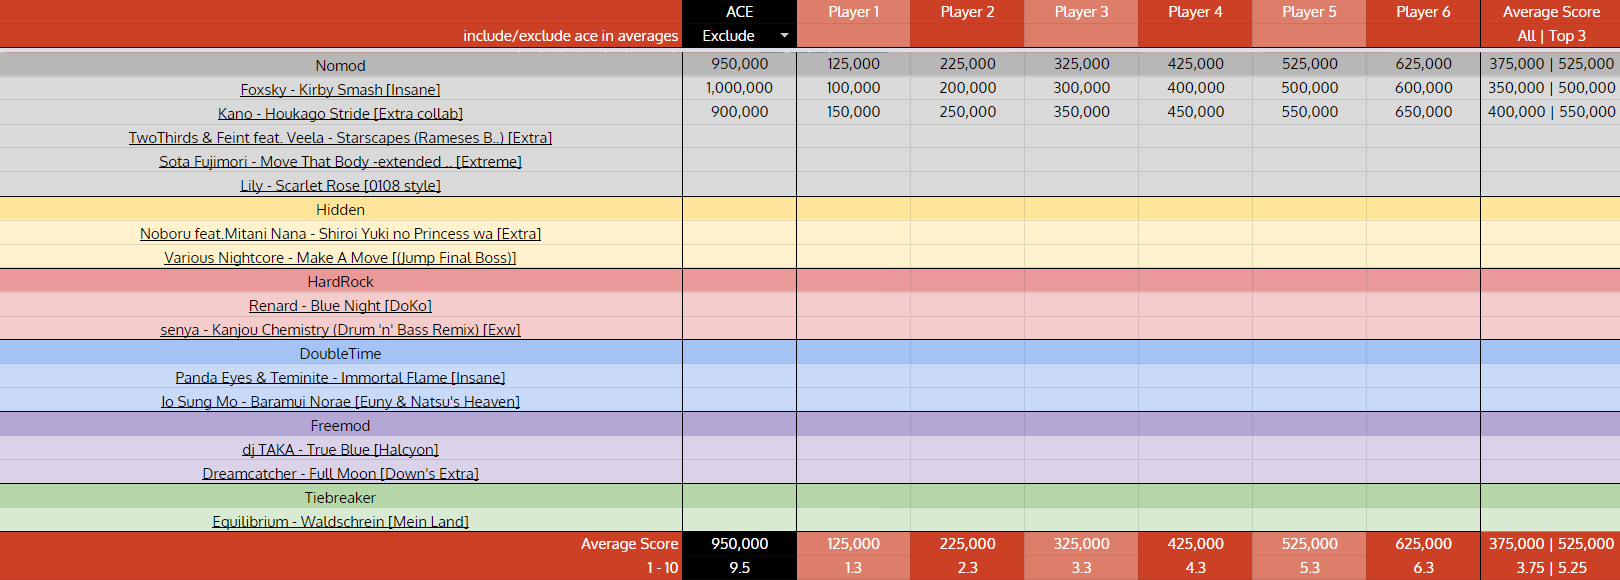 ACE Player 1 Player 2 Player 3 Player 4 Player 5 Player 6 Average Score
include/exclude ace in averages Exclude All | Top 3
Nomod 950,000 125,000 225,000 325,000 425,000 525,000 625,000 375,000 | 525,000
Foxsky - Kirby Smash [Insane] 1,000,000 100,000 200,000 300,000 400,000 500,000 600,000 350,000 | 500,000
Kano - Houkago Stride [Extra collab] 900,000 150,000 250,000 350,000 450,000 550,000 650,000 400,000 | 550,000
TwoThirds & Feint feat. Veela - Starscapes (Rameses B..) [Extra]
Sota Fujimori - Move That Body -extended .. [Extreme]
Lily - Scarlet Rose [0108 style]
Hidden
Noboru feat.Mitani Nana - Shiroi Yuki no Princess wa [Extra]
Various Nightcore - Make A Move [(Jump Final Boss)]
HardRock
Renard - Blue Night [DoKo]
senya - Kanjou Chemistry (Drum 'n' Bass Remix) [Exw]
DoubleTime
Panda Eyes & Teminite - Immortal Flame [Insane]
Jo Sung Mo - Baramui Norae [Euny & Natsu's Heaven]
Freemod
dj TAKA - True Blue [Halcyon]
Dreamcatcher - Full Moon [Down's Extra]
Tiebreaker
Equilibrium - Waldschrein [Mein Land]
Average Score 950,000 125,000 225,000 325,000 425,000 525,000 625,000 375,000 | 525,000
1 - 10 9.5 1.3 2.3 3.3 4.3 5.3 6.3 3.75 | 5.25